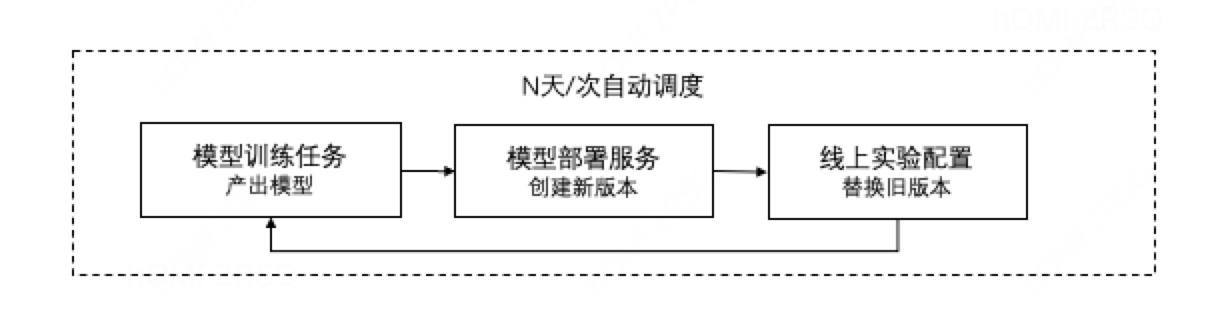 N天/次自动调度
模型训练任务
产出模型
模型部署服务
创建新版本
线上实验配置
替换旧版本